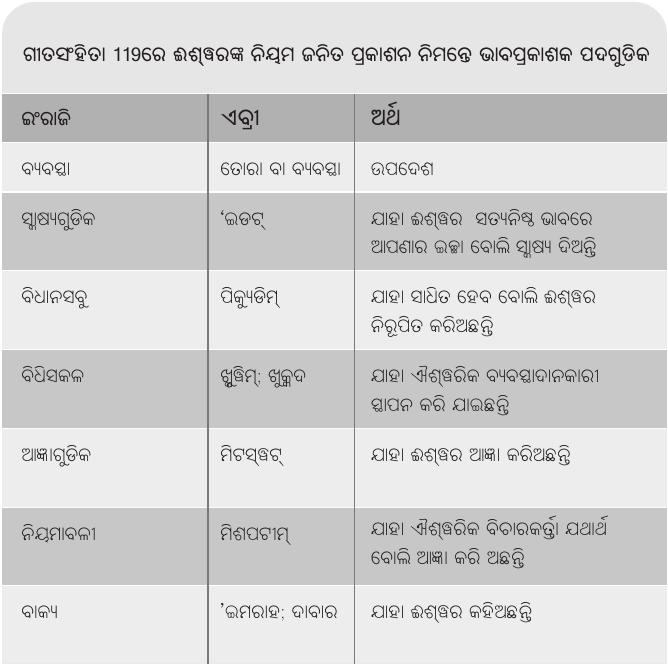 ଗୀତସଂହିତା 119ରେ ଈଶ୍ୱରଙ୍କ ନିୟମ ଜନିତ ପ୍ରକାଶନ ନିମନ୍ତେ ଭାବପ୍ରକାଶକ ପଦଗୁଡିକ
ଇଂରାଜି ଏବ୍ରୀ ଅର୍ଥ
ବ୍ୟବସ୍ଥା ତୋରା ବା ବ୍ୟବସ୍ଥା ଉପଦେଶ
ସାକ୍ଷ୍ୟଗୁଡିକ ‘ଇଡଟ୍ ଯାହା ଈଶ୍ୱର ସତ୍ୟନିଷ୍ଠ ଭାବରେ
ଆପଣାର ଇଚ୍ଛା ବୋଲି ସାକ୍ଷ୍ୟ ଦିଅନ୍ତି
ବିଧାନସବୁ ପିକ୍ୟୁଡିମ୍ ଯାହା ସାଧିତ ହେବ ବୋଲି ଈଶ୍ୱର
ନିରୂପିତ କରିଅଛନ୍ତି
ବିଧିସକଳ ଯାହା ଐଶ୍ୱରିକ ବ୍ୟବସ୍ଥାଦାନକାରୀ
ସ୍ଥାପନ କରି ଯାଇଛନ୍ତି
ଆଜ୍ଞାଗୁଡିକ ମିଟସ୍ୱଟ୍ ଯାହା ଈଶ୍ୱର ଆଜ୍ଞା କରିଅଛନ୍ତି
ନିୟମାବଳୀ ମିଶପଟୀମ୍ ଯାହା ଐଶ୍ୱରିକ ବିଚାରକର୍ତ୍ତା ଯଥାର୍ଥ
ବୋଲି ଆଜ୍ଞା କରି ଅଛନ୍ତି
ବାକ୍ୟ ’ଇମରାହ; ଦାବାର ଯାହା ଈଶ୍ୱର କହିଅଛନ୍ତି